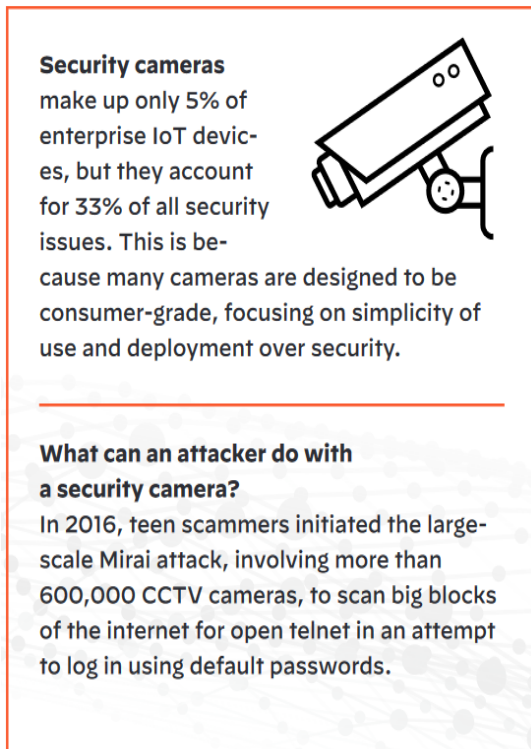 Security cameras
make up only 5% of
enterprise IoT devic-
es, but they account
for 33% of all security
issues. This is be-
cause many cameras are designed to be
consumer-grade, focusing on simplicity of
use and deployment over security.
What can an attacker do with
a security camera?
In 2016, teen scammers initiated the large-
scale Mirai attack, involving more than
600,000 CCTV cameras, to scan big blocks
of the internet for open telnet in an attempt
to log in using default passwords.